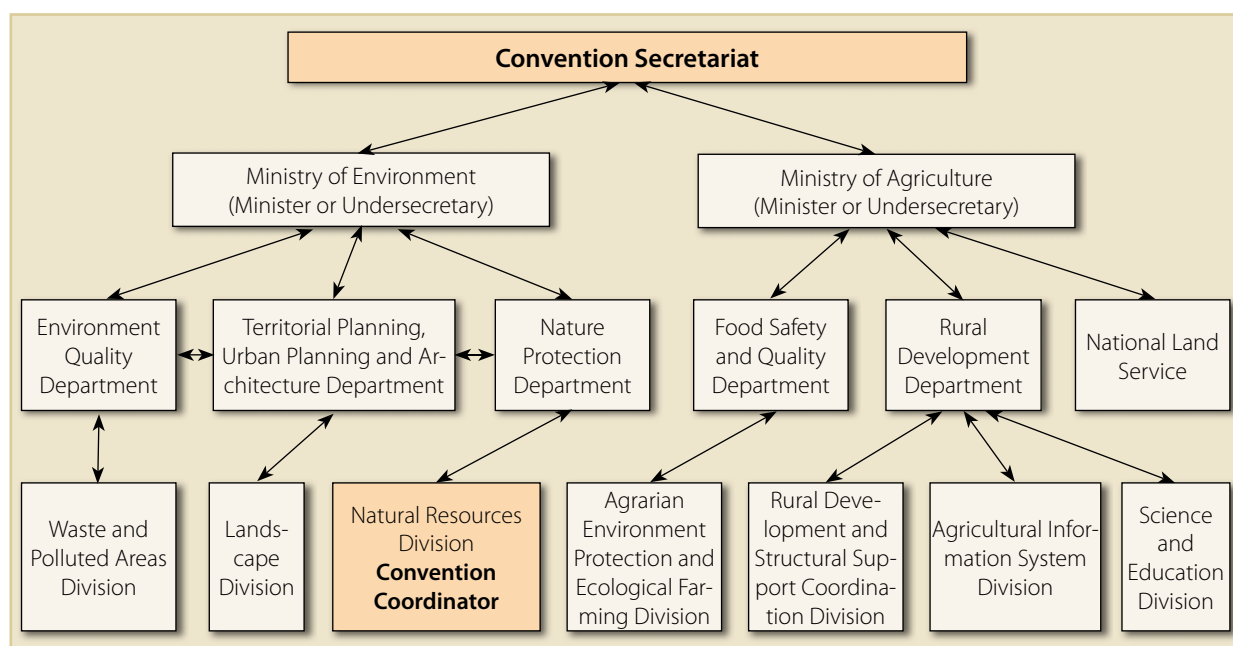 Convention Secretariat
Ministry of Environment
(Minister or Undersecretary)
Ministry of Agriculture
(Minister or Undersecretary)
Environment
Quality
Department
Territorial Planning,
Urban Planning and Ar-
chitecture Department
Nature
Protection
Department
Food Safety
and Quality
Department
Rural
Development
Department
National Land
Service
Waste and
Polluted Areas
Division
Lands-
cape
Division
Natural Resources
Division
Convention
Coordinator
Agrarian
Environment
Protection and
Ecological Far-
ming Division
Rural Deve-
lopment and
Structural Sup-
port Coordina-
tion Division
Agricultural Infor-
mation System
Division
Science
and
Education
Division